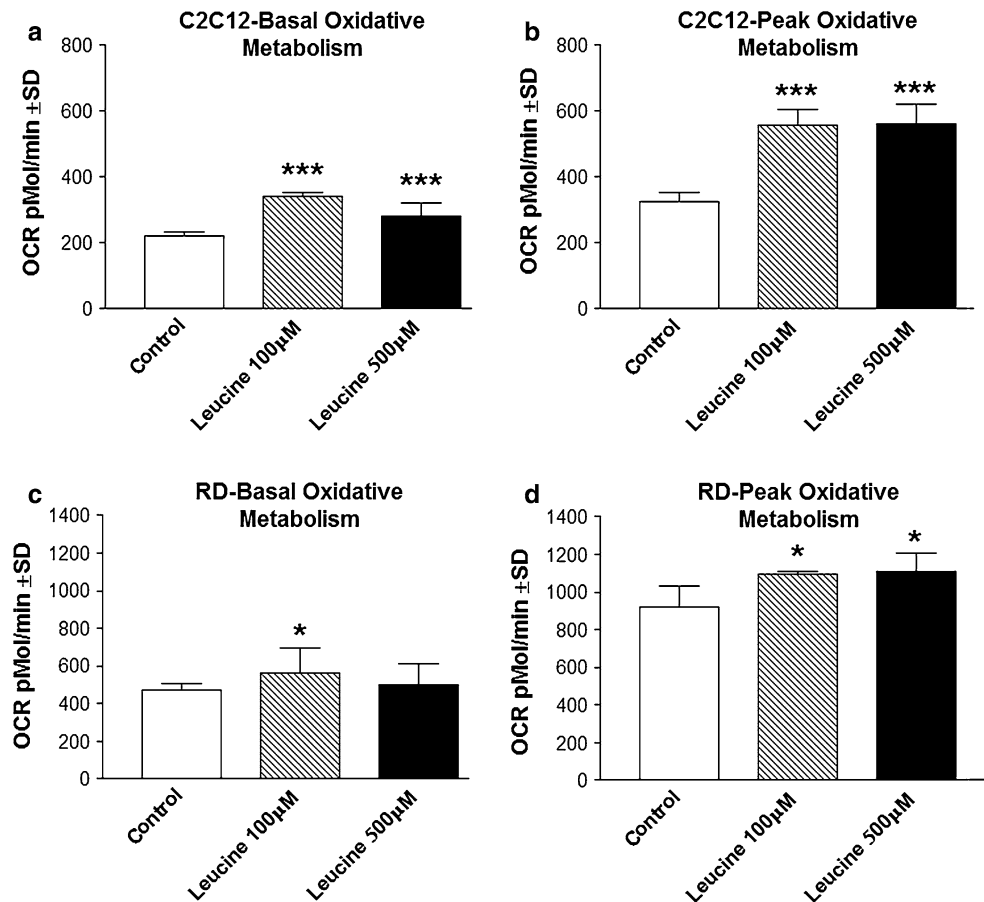 a
C2C12-Basal Oxidative
Metabolism
OCR pMol/min ±SD
800
600
400
200
0
***
***
Control
Leucine 100µM
Leucine 500µM
b
C2C12-Peak Oxidative
Metabolism
OCR pMol/min ±SD
800
600
400
200
0
***
***
Control
Leucine 100µM
Leucine 500µM
c
RD-Basal Oxidative
Metabolism
OCR pMol/min ±SD
1400
1200
1000
800
600
400
200
0
*
Control
Leucine 100µM
Leucine 500µM
d
RD-Peak Oxidative
Metabolism
OCR pMol/min ±SD
1400
1200
1000
800
600
400
200
0
*
*
Control
Leucine 100µM
Leucine 500µM